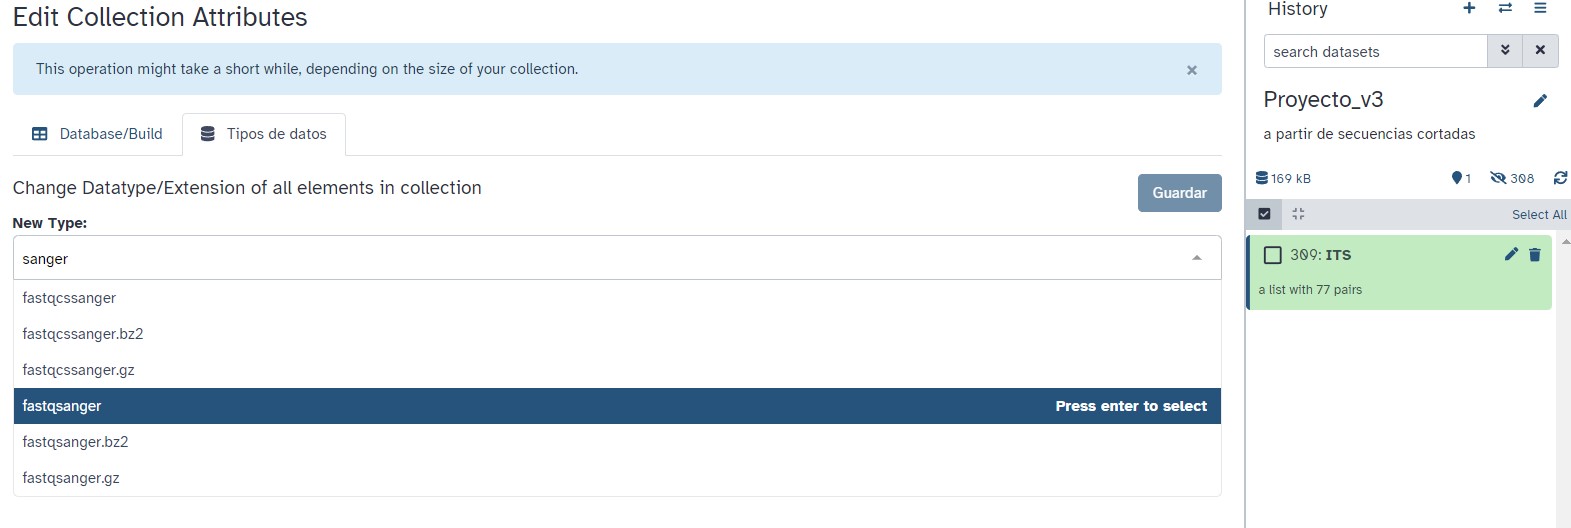 Edit Collection Attributes
This operation might take a short while, depending on the size of your collection.
×
Database/Build
Tipos de datos
Change Datatype/Extension of all elements in collection
Guardar
New Type:
sanger
fastqcssanger
fastqcssanger.bz2
fastqcssanger.gz
fastqsanger Press enter to select
fastqsanger.bz2
fastqsanger.gz
History
search datasets
Proyecto_v3
a partir de secuencias cortadas
169 kB 1 308
Select All
309: ITS
a list with 77 pairs